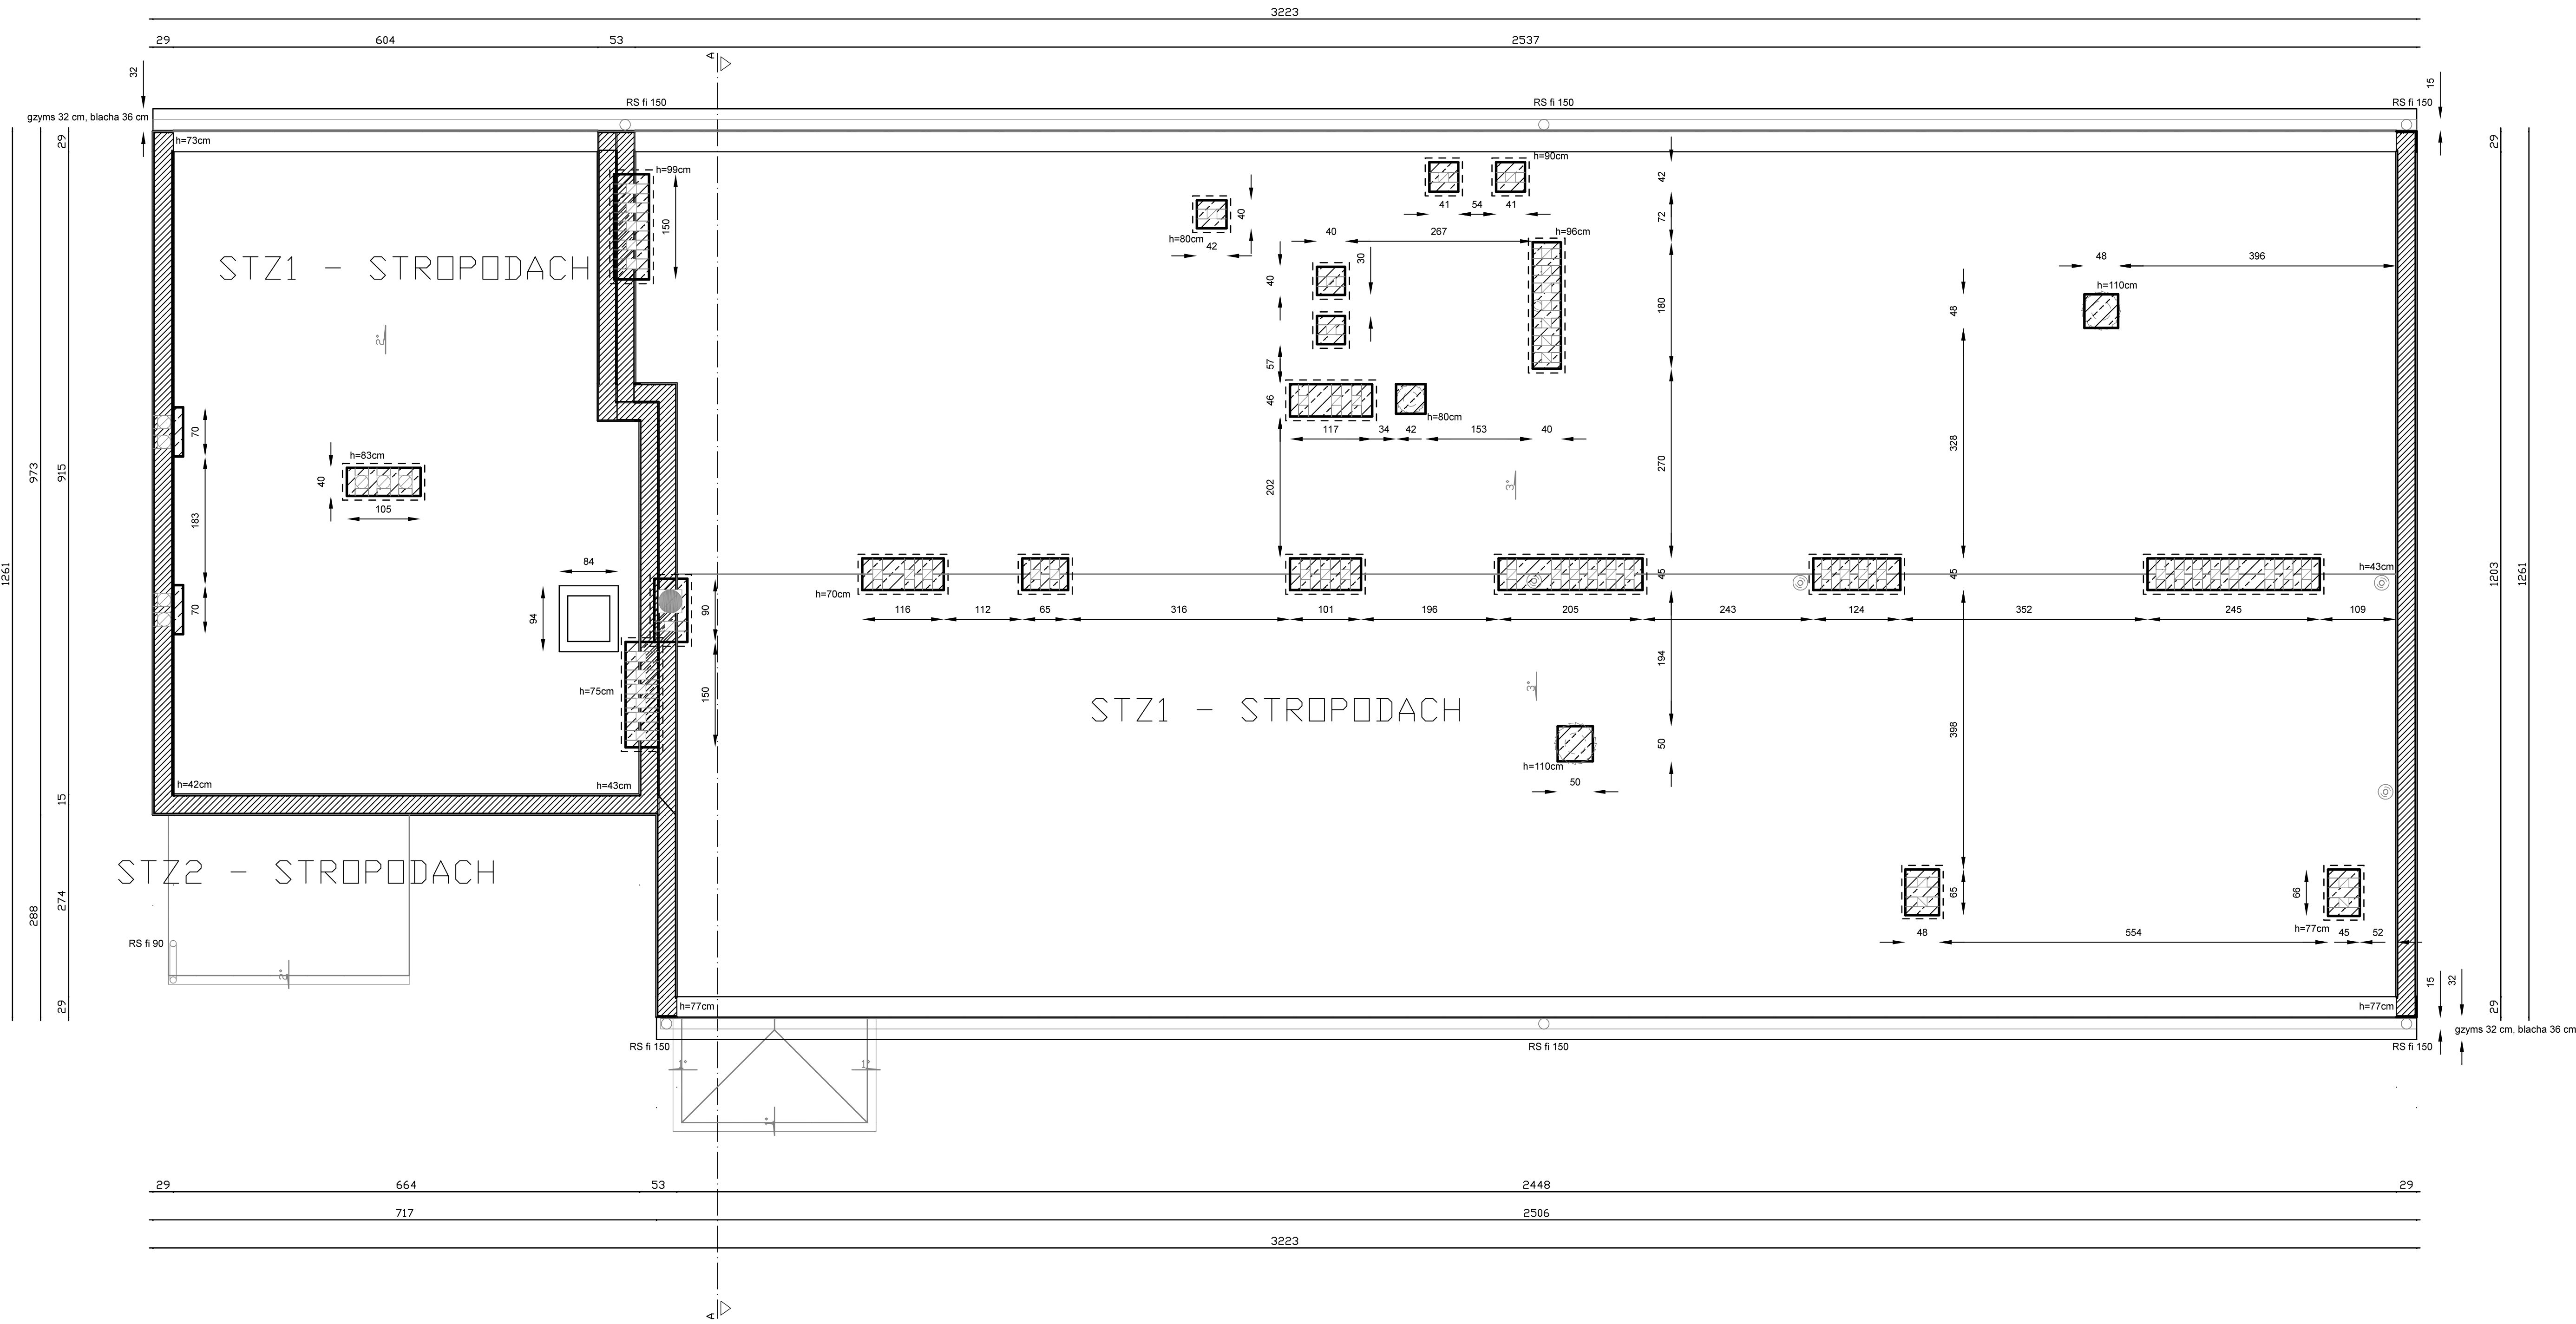 3223
29 604 53 2537
A
32
15
RS fi 150 RS fi 150 RS fi 150
gzyms 32 cm, blacha 36 cm
h=73cm
29
29
h=99cm
150
h=80cm
42
40
41 54 41
h=90cm
42
72
40 267
h=96cm
40
30
180
48 396
h=110cm
48
STZ1 - STROPODACH
2°
57
46
h=80cm
117 34 42 153 40
202
270
328
3°
70
183
70
h=83cm
40
105
973
915
1261
84
94
90
150
h=75cm
h=70cm
45
45
h=43cm
116 112 65 316 101 196 205 243 124 352 245 109
1203
1261
194
STZ1 - STROPODACH
3°
h=110cm
50
50
398
h=42cm
h=43cm
15
STZ2 - STROPODACH
274
288
RS fi 90
2°
29
65
48 554
66
h=77cm
45 52
h=77cm
h=77cm
15
32
29
gzyms 32 cm, blacha 36 cm
RS fi 150 RS fi 150 RS fi 150
1° 1°
1°
29 664 53 2448 29
717 2506
3223
A